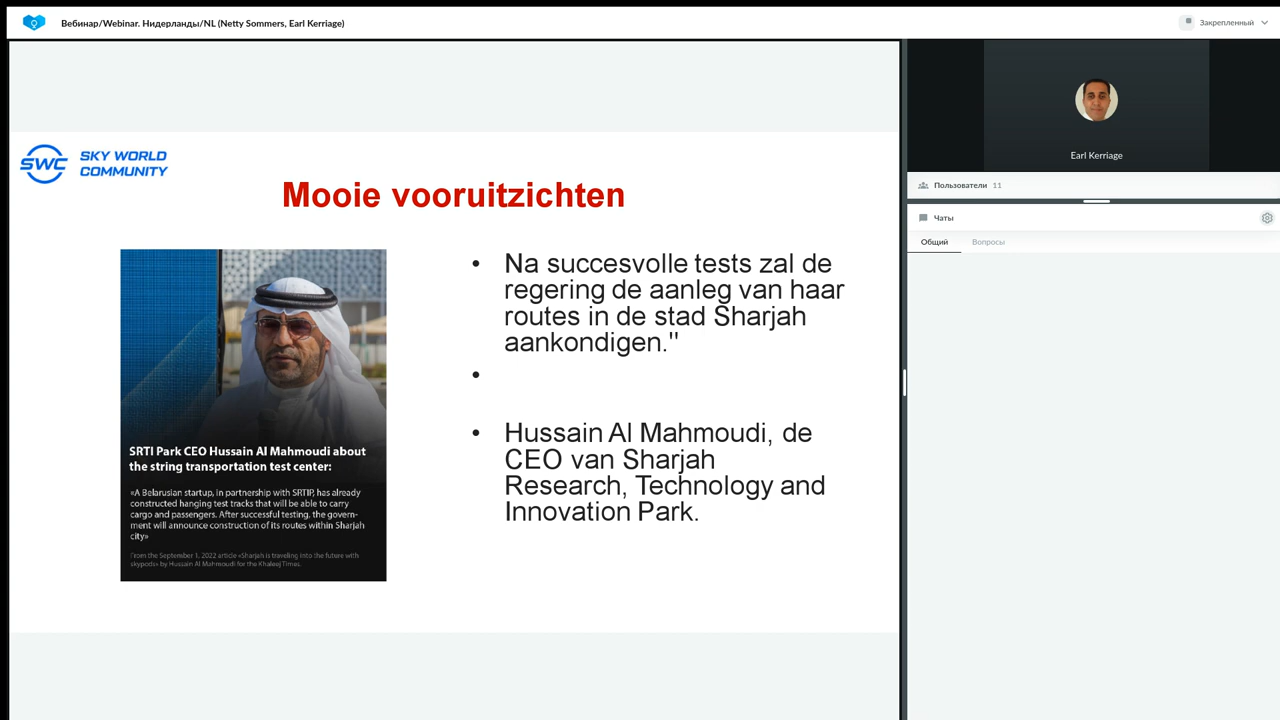 Вебинар/Webinar. Нидерланды/NL (Netty Sommers, Earl Kerriage)
Закрепленный
SWC SKY WORLD
COMMUNITY
Mooie vooruitzichten
SRTI Park CEO Hussain Al Mahmoudi about
the string transportation test center:
«A Belarusian startup, in partnership with SRTIP, has already
constructed hanging test tracks that will be able to carry
cargo and passengers. After successful testing, the govern-
ment will announce construction of its routes within Sharjah
city»
From the September 1, 2022 article «Sharjah is traveling into the future with
skypods» by Hussain Al Mahmoudi for the Khaleej Times.
• Na succesvolle tests zal de
regering de aanleg van haar
routes in de stad Sharjah
aankondigen."
•
• Hussain Al Mahmoudi, de
CEO van Sharjah
Research, Technology and
Innovation Park.
Earl Kerriage
Пользователи 11
Чаты
Общий Вопросы